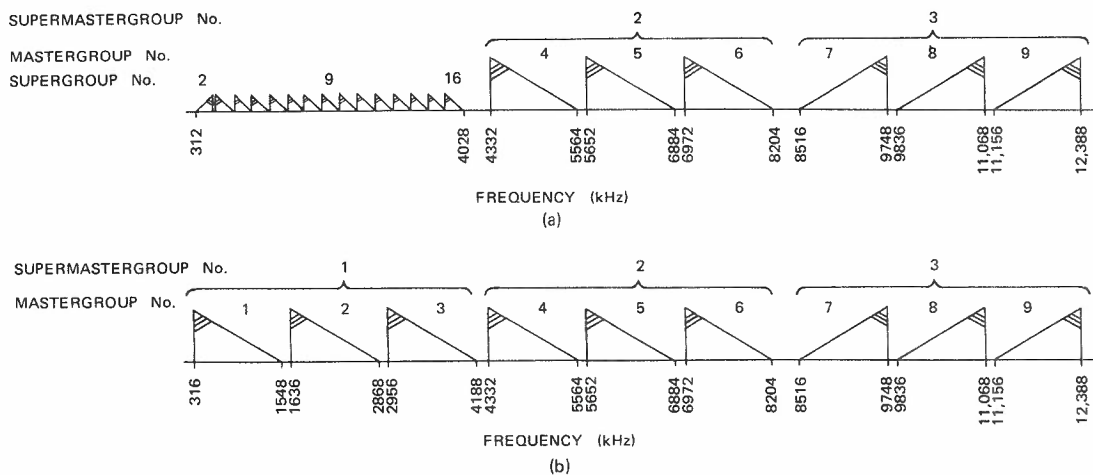 SUPERMASTERGROUP No.
2 3
MASTERGROUP No.
4 5 6 7 8 9
SUPERGROUP No.
2 9 16
312 4028 4332 5564 5652 6884 6972 8204 8516 9748 9836 11,068 11,156 12,388
FREQUENCY (kHz)
(a)
SUPERMASTERGROUP No.
1 2 3
MASTERGROUP No.
1 2 3 4 5 6 7 8 9
316 1548 1636 2868 2956 4188 4332 5564 5652 6884 6972 8204 8516 9748 9836 11,068 11,156 12,388
FREQUENCY (kHz)
(b)